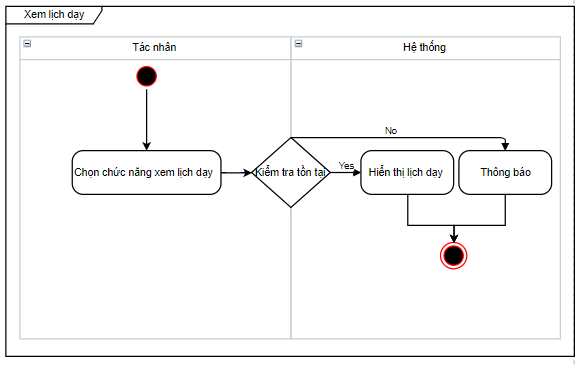 Xem lịch dạy
Tác nhân
Hệ thống
No
Chọn chức năng xem lịch dạy
Kiểm tra tồn tại
Yes
Hiển thị lịch dạy
Thông báo